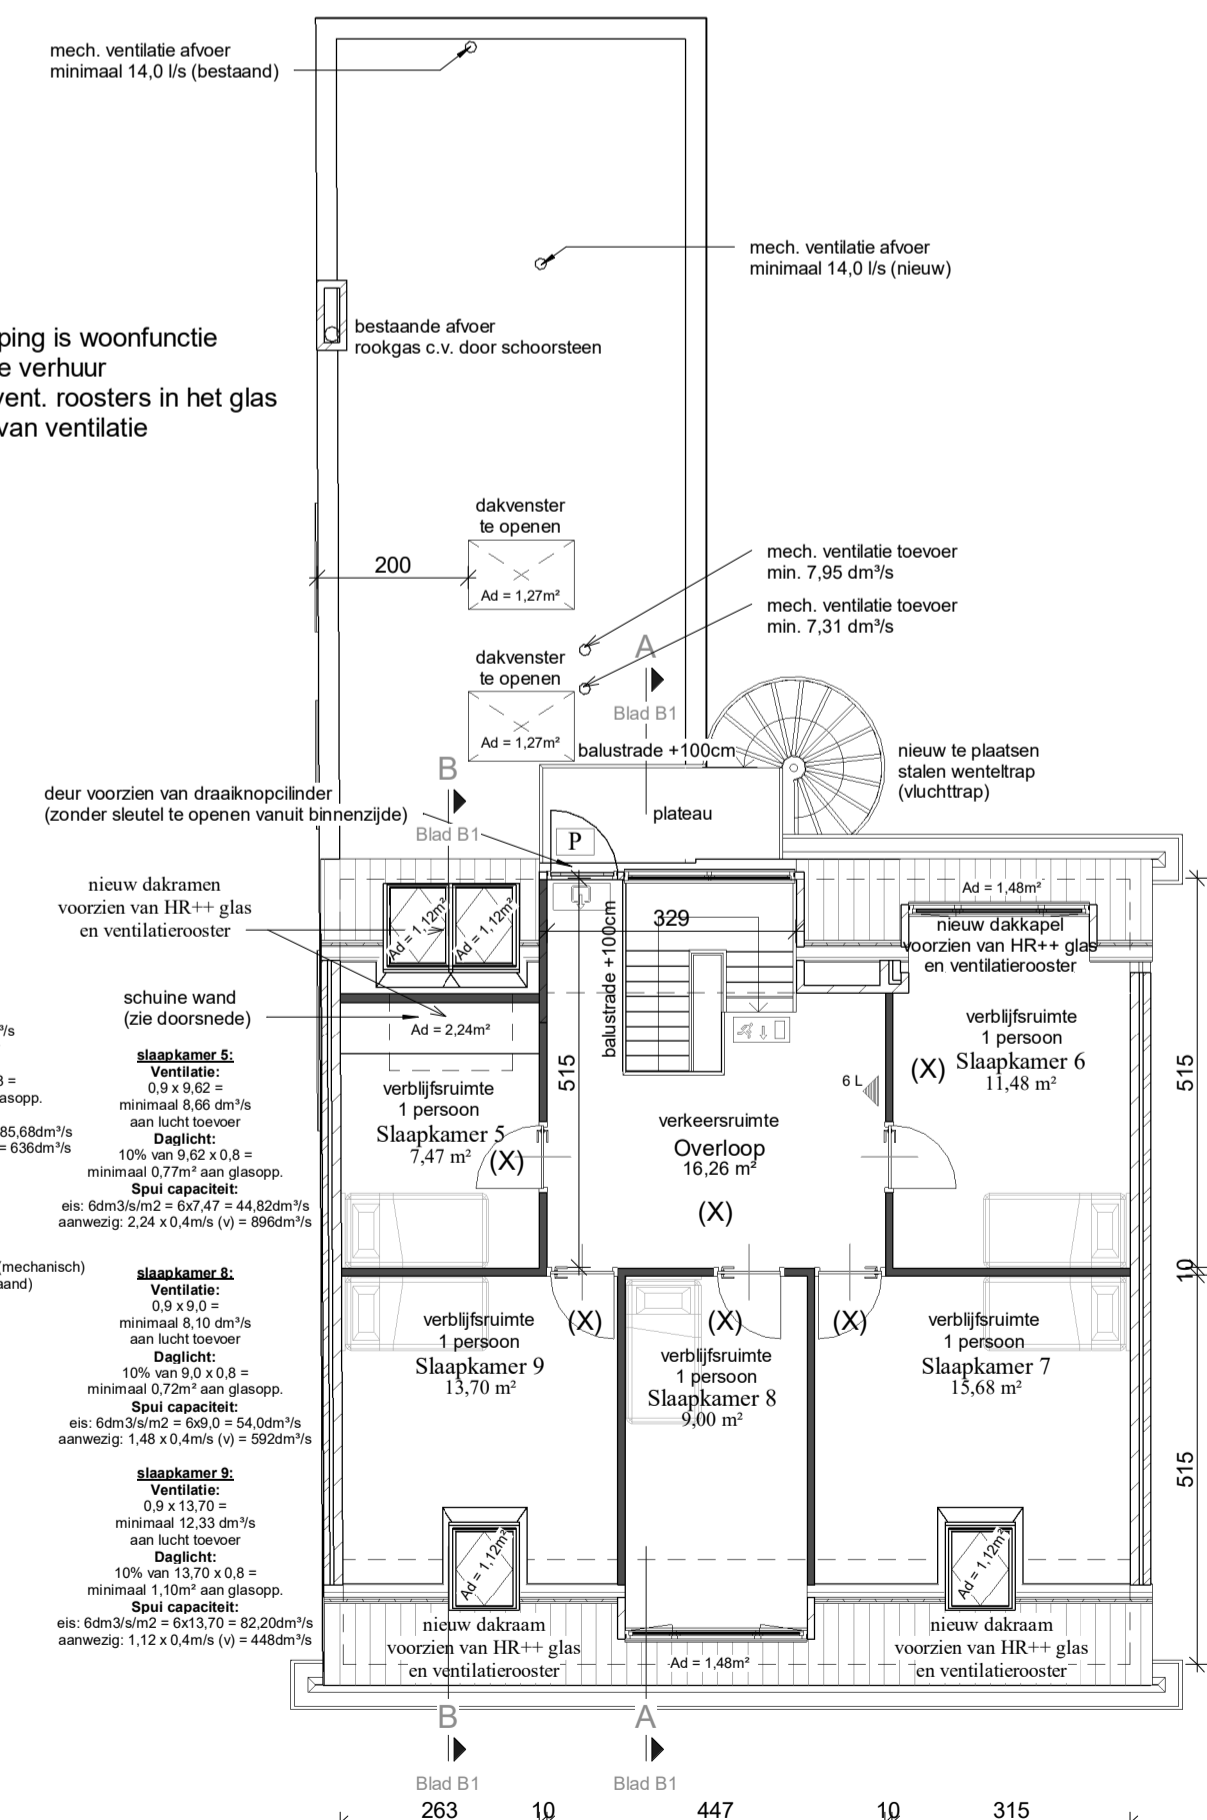 mech. ventilatie afvoer
minimaal 14,0 l/s (bestaand)
mech. ventilatie afvoer
minimaal 14,0 l/s (nieuw)
bestaande afvoer
rookgas c.v. door schoorsteen
ping is woonfunctie
e verhuur
vent. roosters in het glas
van ventilatie
dakvenster
te openen
Ad = 1,27m²
200
mech. ventilatie toevoer
min. 7,95 dm³/s
mech. ventilatie toevoer
min. 7,31 dm³/s
dakvenster
te openen
Ad = 1,27m²
A
Blad B1
balustrade +100cm
nieuw te plaatsen
stalen wenteltrap
(vluchttrap)
B
Blad B1
deur voorzien van draaiknopcilinder
(zonder sleutel te openen vanuit binnenzijde)
plateau
P
nieuw dakramen
voorzien van HR++ glas
en ventilatierooster
Ad = 1,12m²
Ad = 1,12m²
329
balustrade +100cm
Ad = 1,48m²
nieuw dakkapel
voorzien van HR++ glas
en ventilatierooster
schuine wand
(zie doorsnede)
Ad = 2,24m²
verblijfsruimte
1 persoon
Slaapkamer 5
7,47 m²
(X)
515
verkeersruimte
Overloop
16,26 m²
(X)
6 L
(X)
verblijfsruimte
1 persoon
Slaapkamer 6
11,48 m²
515
10
515
³/s
3 =
asopp.
85,68dm³/s
= 636dm³/s
(mechanisch)
aand)
slaapkamer 5:
Ventilatie:
0,9 x 9,62 =
minimaal 8,66 dm³/s
aan lucht toevoer
Daglicht:
10% van 9,62 x 0,8 =
minimaal 0,77m² aan glasopp.
Spui capaciteit:
eis: 6dm3/s/m2 = 6x7,47 = 44,82dm³/s
aanwezig: 2,24 x 0,4m/s (v) = 896dm³/s
slaapkamer 8:
Ventilatie:
0,9 x 9,0 =
minimaal 8,10 dm³/s
aan lucht toevoer
Daglicht:
10% van 9,0 x 0,8 =
minimaal 0,72m² aan glasopp.
Spui capaciteit:
eis: 6dm3/s/m2 = 6x9,0 = 54,0dm³/s
aanwezig: 1,48 x 0,4m/s (v) = 592dm³/s
slaapkamer 9:
Ventilatie:
0,9 x 13,70 =
minimaal 12,33 dm³/s
aan lucht toevoer
Daglicht:
10% van 13,70 x 0,8 =
minimaal 1,10m² aan glasopp.
Spui capaciteit:
eis: 6dm3/s/m2 = 6x13,70 = 82,20dm³/s
aanwezig: 1,12 x 0,4m/s (v) = 448dm³/s
verblijfsruimte
1 persoon
Slaapkamer 9
13,70 m²
(X)
(X)
verblijfsruimte
1 persoon
Slaapkamer 8
9,00 m²
(X)
verblijfsruimte
1 persoon
Slaapkamer 7
15,68 m²
Ad = 1,12m²
Ad = 1,12m²
nieuw dakraam
voorzien van HR++ glas
en ventilatierooster
Ad = 1,48m²
nieuw dakraam
voorzien van HR++ glas
en ventilatierooster
B
Blad B1
A
Blad B1
263
10
447
10
315